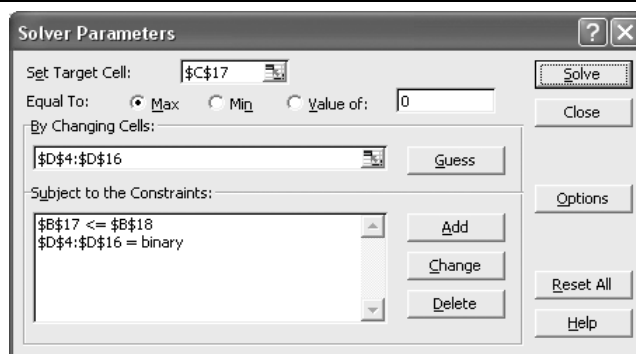 Solver Parameters
?
Set Target Cell: $C$17 Solve
Equal To: Max Min Value of: 0 Close
By Changing Cells:
$D$4:$D$16 Guess
Subject to the Constraints: Options
$B$17 <= $B$18 Add
$D$4:$D$16 = binary
Change
Reset All
Delete
Help